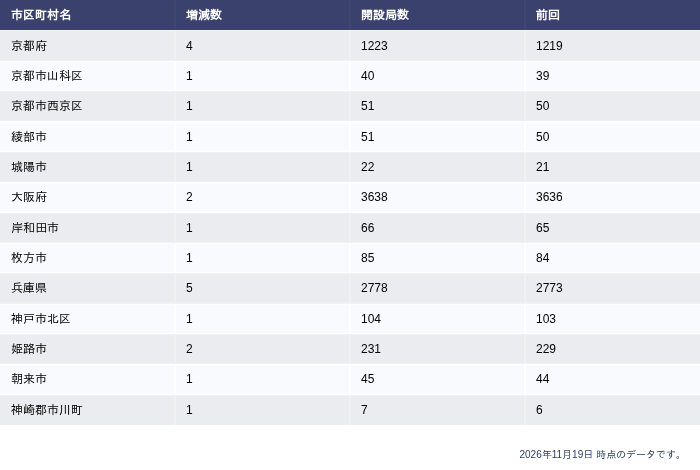 市区町村名 増減数 開設局数 前回
京都府 4 1223 1219
京都市山科区 1 40 39
京都市西京区 1 51 50
綾部市 1 51 50
城陽市 1 22 21
大阪府 2 3638 3636
岸和田市 1 66 65
枚方市 1 85 84
兵庫県 5 2778 2773
神戸市北区 1 104 103
姫路市 2 231 229
朝来市 1 45 44
神崎郡市川町 1 7 6
2026年11月19日 時点のデータです。